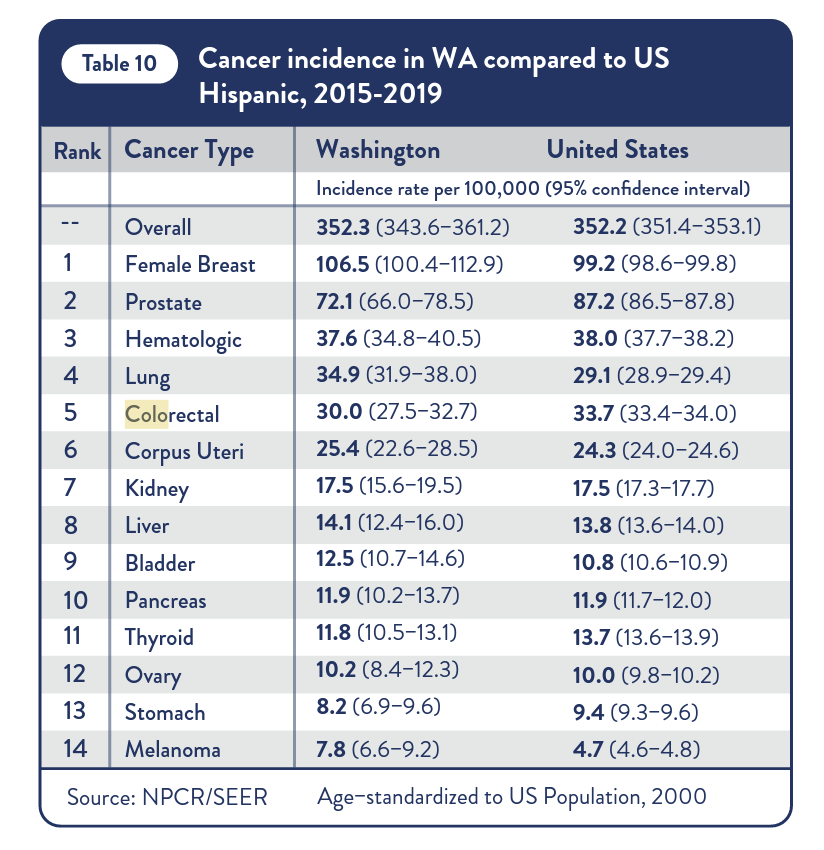 Table 10
Cancer incidence in WA compared to US
Hispanic, 2015-2019
Rank Cancer Type Washington United States
Incidence rate per 100,000 (95% confidence interval)
-- Overall 352.3 (343.6–361.2) 352.2 (351.4–353.1)
1 Female Breast 106.5 (100.4–112.9) 99.2 (98.6–99.8)
2 Prostate 72.1 (66.0–78.5) 87.2 (86.5–87.8)
3 Hematologic 37.6 (34.8–40.5) 38.0 (37.7–38.2)
4 Lung 34.9 (31.9–38.0) 29.1 (28.9–29.4)
5 Colorectal 30.0 (27.5–32.7) 33.7 (33.4–34.0)
6 Corpus Uteri 25.4 (22.6–28.5) 24.3 (24.0–24.6)
7 Kidney 17.5 (15.6–19.5) 17.5 (17.3–17.7)
8 Liver 14.1 (12.4–16.0) 13.8 (13.6–14.0)
9 Bladder 12.5 (10.7–14.6) 10.8 (10.6–10.9)
10 Pancreas 11.9 (10.2–13.7) 11.9 (11.7–12.0)
11 Thyroid 11.8 (10.5–13.1) 13.7 (13.6–13.9)
12 Ovary 10.2 (8.4–12.3) 10.0 (9.8–10.2)
13 Stomach 8.2 (6.9–9.6) 9.4 (9.3–9.6)
14 Melanoma 7.8 (6.6–9.2) 4.7 (4.6–4.8)
Source: NPCR/SEER Age–standardized to US Population, 2000